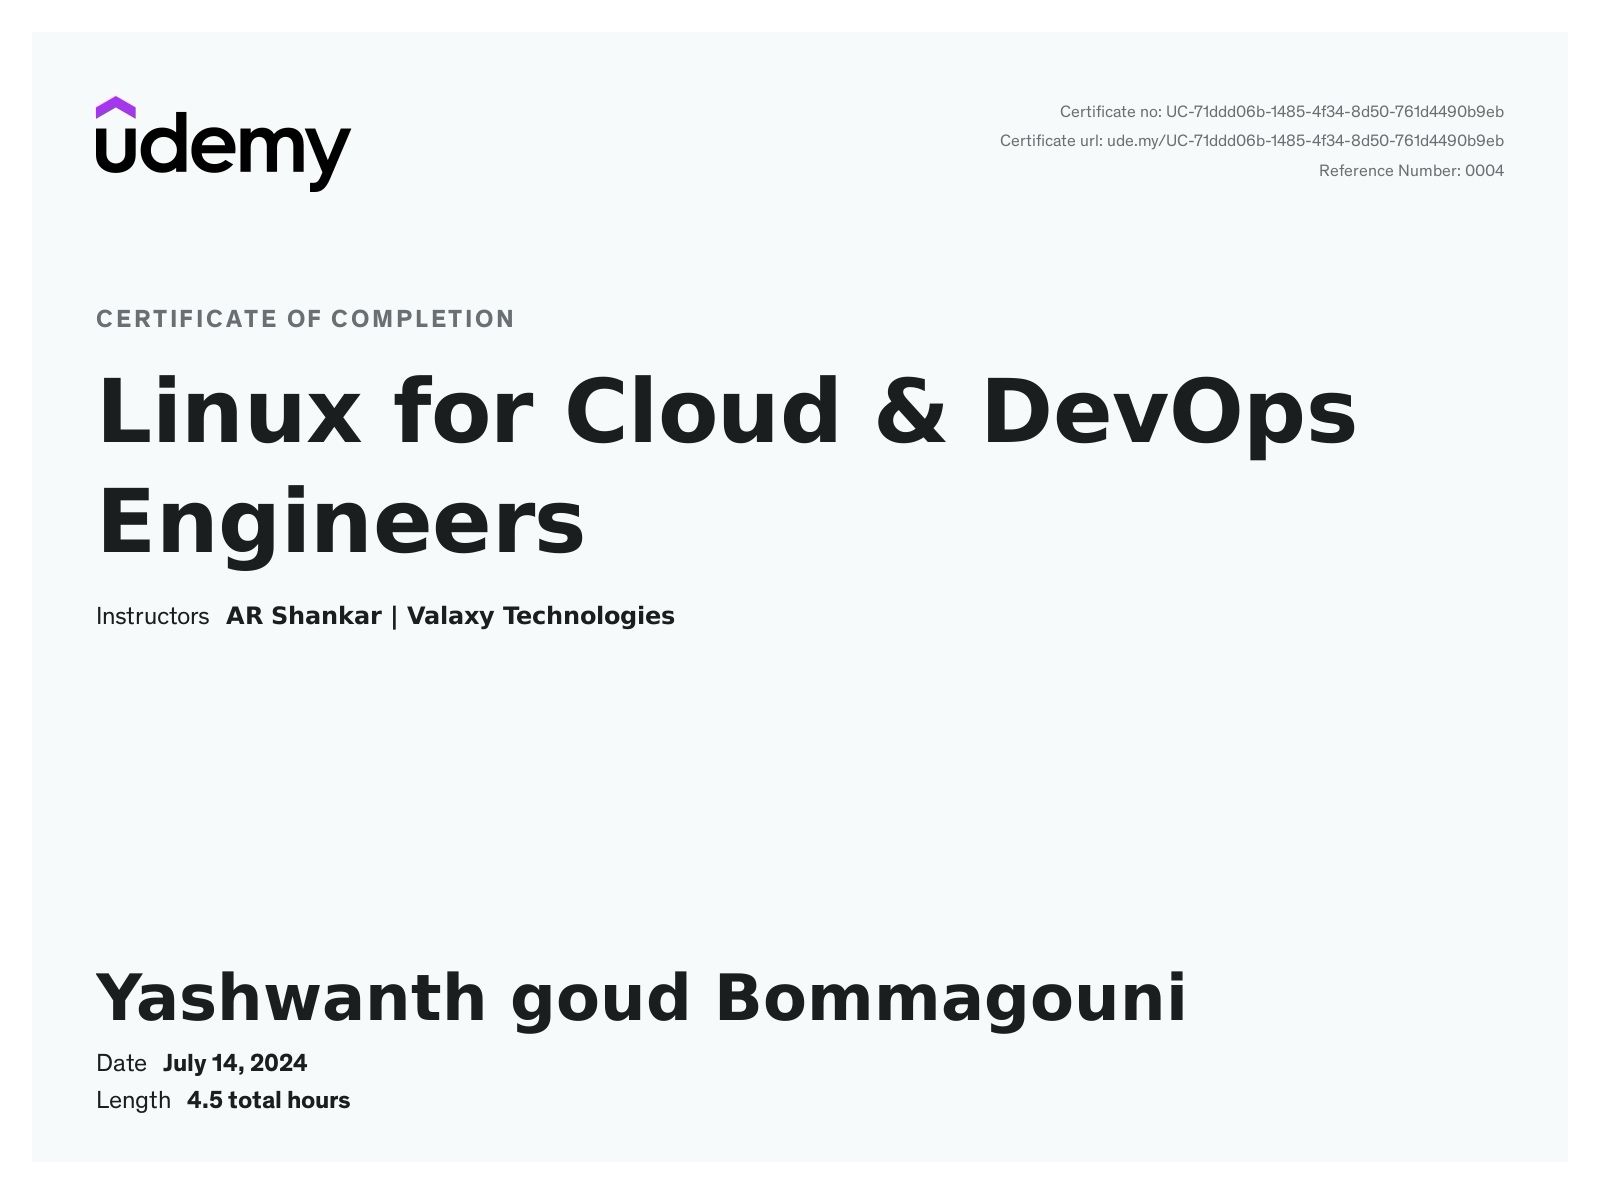 udemy
Certificate no: UC-71ddd06b-1485-4f34-8d50-761d4490b9eb
Certificate url: ude.my/UC-71ddd06b-1485-4f34-8d50-761d4490b9eb
Reference Number: 0004
CERTIFICATE OF COMPLETION
Linux for Cloud & DevOps
Engineers
Instructors AR Shankar | Valaxy Technologies
Yashwanth goud Bommagouni
Date July 14, 2024
Length 4.5 total hours